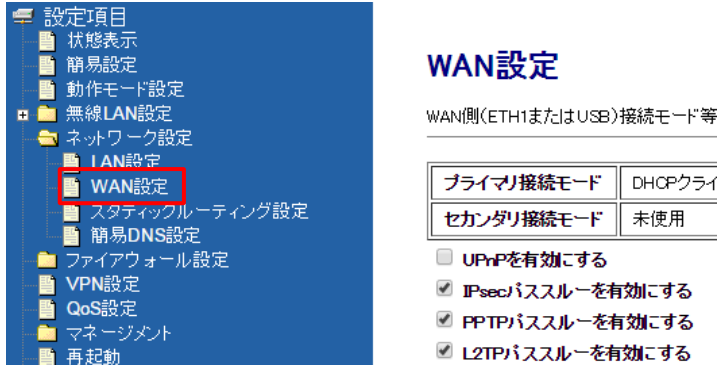 設定項目
状態表示
簡易設定
動作モード設定
無線LAN設定
ネットワーク設定
LAN設定
WAN設定
スタティックルーティング設定
簡易DNS設定
ファイアウォール設定
VPN設定
QoS設定
マネージメント
再起動
WAN設定
WAN側(ETH1またはUSB)接続モード等
プライマリ接続モード DHCPクライ
セカンダリ接続モード 未使用
UPnPを有効にする
IPsecパススルーを有効にする
PPTPパススルーを有効にする
L2TPパススルーを有効にする